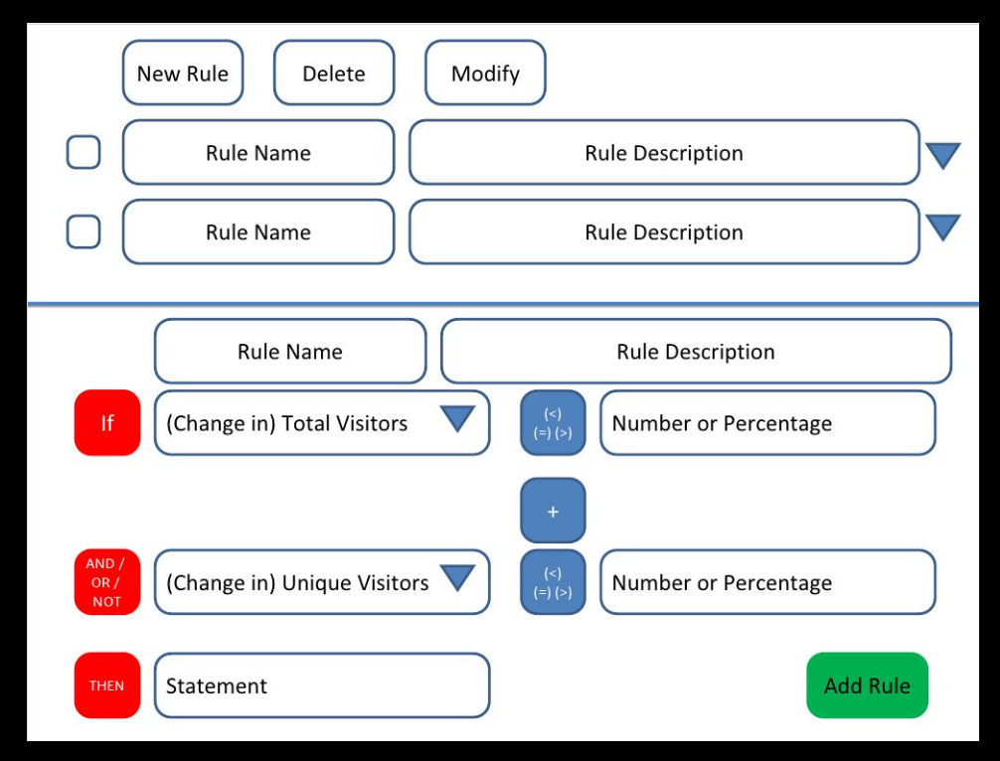 New Rule Delete Modify
Rule Name Rule Description
Rule Name Rule Description
Rule Name Rule Description
If (Change in) Total Visitors (<)
(=) (>) Number or Percentage
+
AND /
OR /
NOT (Change in) Unique Visitors (<)
(=) (>) Number or Percentage
THEN Statement Add Rule